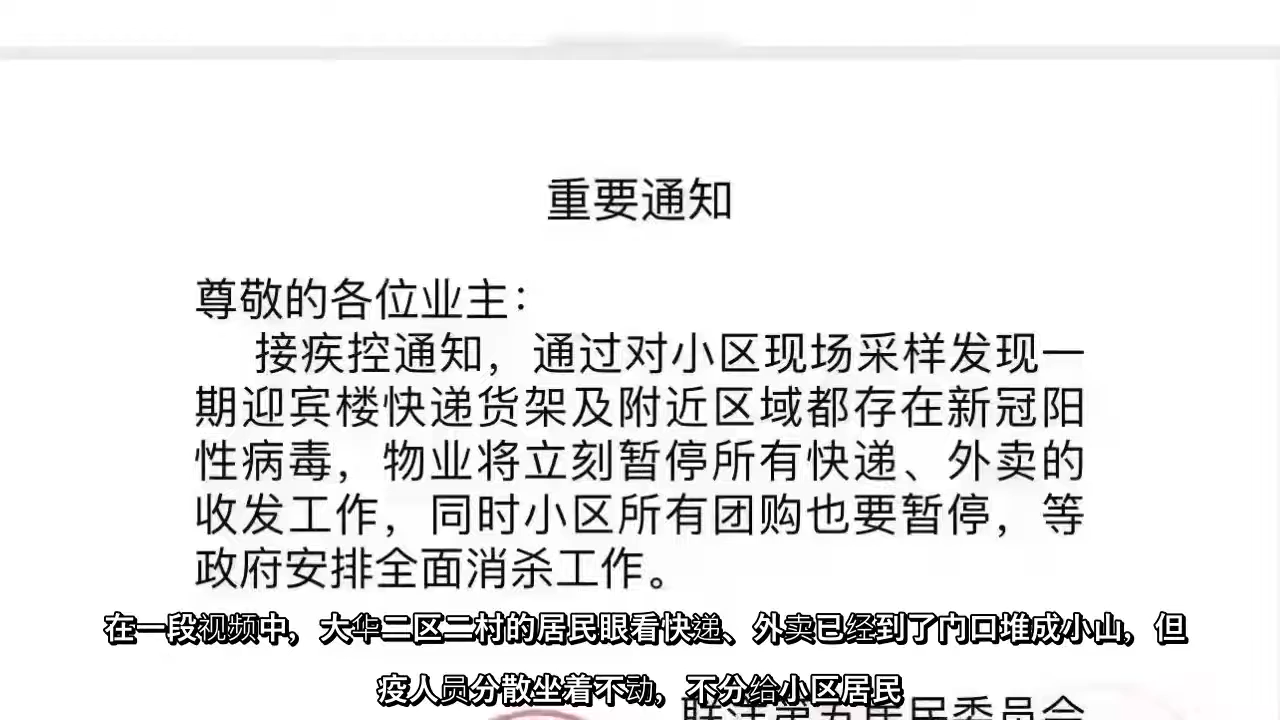 重要通知
尊敬的各位业主：
接疾控通知，通过对小区现场采样发现一
期迎宾楼快递货架及附近区域都存在新冠阳
性病毒，物业将立刻暂停所有快递、外卖的
收发工作，同时小区所有团购也要暂停，等
政府安排全面消杀工作。
在一段视频中，大华二区二村的居民眼看快递、外卖已经到了门口堆成小山，但
疫人员分散坐着不动，不分给小区居民
第五居民委员会